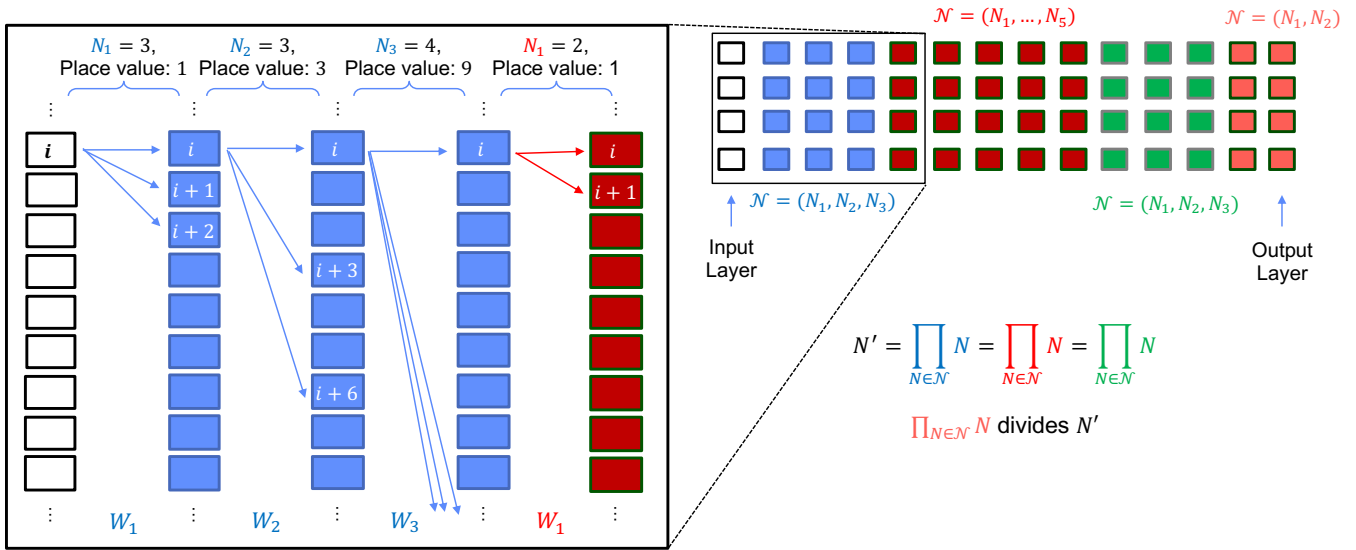 N₁ = 3,
Place value: 1
N₂ = 3,
Place value: 3
N₃ = 4,
Place value: 9
N₁ = 2,
Place value: 1
⋮ ⋮ ⋮ ⋮ ⋮
i i i i i
i + 1 i + 1
i + 2
i + 3
i + 6
⋮ ⋮ ⋮ ⋮ ⋮
W₁ W₂ W₃ W₁
𝒩 = (N₁, …, N₅)
𝒩 = (N₁, N₂)
𝒩 = (N₁, N₂, N₃)
𝒩 = (N₁, N₂, N₃)
Input
Layer
Output
Layer
N′ = ∏_{N∈𝒩} N = ∏_{N∈𝒩} N = ∏_{N∈𝒩} N
∏_{N∈𝒩} N divides N′